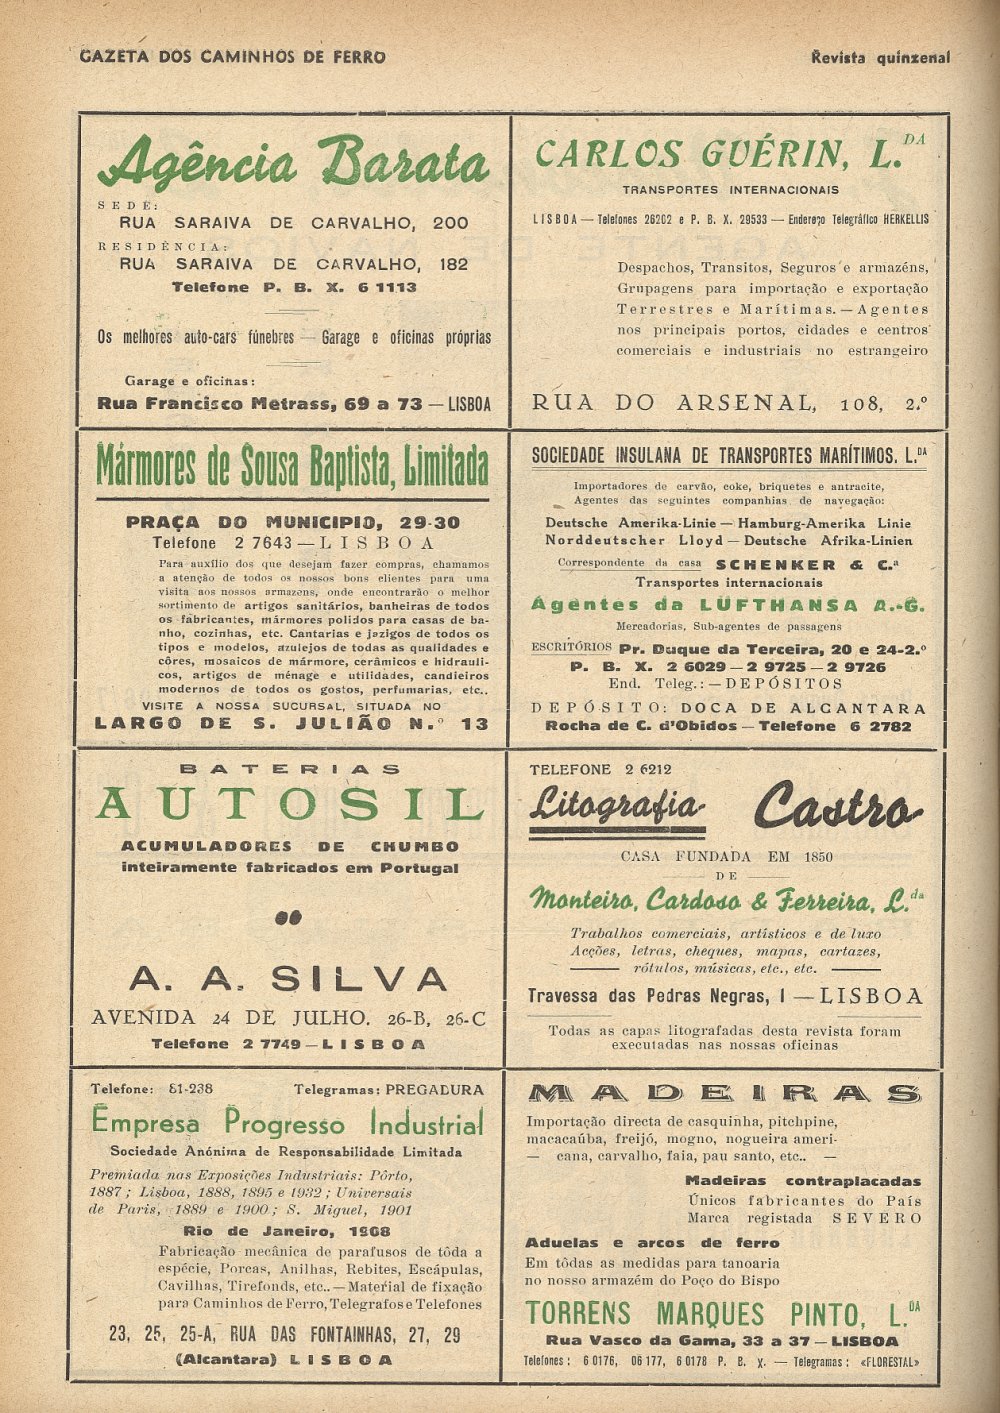 GAZETA DOS CAMINHOS DE FERRO
Revista quinzenal
Agência Barata
SEDE:
RUA SARAIVA DE CARVALHO, 200
RESIDÊNCIA:
RUA SARAIVA DE CARVALHO, 182
Telefone P. B. X. 6 1113
Os melhores auto-cars fúnebres — Garage e oficinas próprias
Garage e oficinas:
Rua Francisco Metrass, 69 a 73 — LISBOA
CARLOS GUÉRIN, L.DA
TRANSPORTES INTERNACIONAIS
LISBOA — Telefones 26202 e P. B. X. 29533 — Endereço Telegráfico HERKELLIS
Despachos, Transitos, Seguros e armazéns,
Grupagens para importação e exportação
Terrestres e Marítimas. — Agentes
nos principais portos, cidades e centros
comerciais e industriais no estrangeiro
RUA DO ARSENAL, 108, 2.º
Mármores de Sousa Baptista, Limitada
PRAÇA DO MUNICIPIO, 29-30
Telefone 2 7643 — LISBOA
Para auxílio dos que desejam fazer compras, chamamos
a atenção de todos os nossos bons elientes para uma
visita aos nossos armazens, onde encontrarão o melhor
sortimento de artigos sanitários, banheiras de todos
os fabricantes, mármores polidos para casas de ba-
nho, cozinhas, etc. Cantarias e jazigos de todos os
tipos e modelos, azulejos de todas as qualidades e
côres, mosaicos de mármore, cerâmicos e hidrauli-
cos, artigos de ménage e utilidades, candieiros
modernos de todos os gostos, perfumarias, etc..
VISITE A NOSSA SUCURSAL, SITUADA NO
LARGO DE S. JULIÃO N.º 13
SOCIEDADE INSULANA DE TRANSPORTES MARÍTIMOS, L.DA
Importadores de carvão, coke, briquetes e antracite,
Agentes das seguintes companhias de navegação:
Deutsche Amerika-Linie — Hamburg-Amerika Linie
Norddeutscher Lloyd — Deutsche Afrika-Linien
Correspondente da casa SCHENKER & C.ª
Transportes internacionais
Agentes da LUFTHANSA A.-G.
Mercadorias, Sub-agentes de passagens
ESCRITÓRIOS Pr. Duque da Terceira, 20 e 24-2.º
P. B. X. 2 6029 — 2 9725 — 2 9726
End. Teleg.: — DEPÓSITOS
DEPÓSITO: DOCA DE ALCANTARA
Rocha de C. d'Obidos — Telefone 6 2782
BATERIAS
AUTOSIL
ACUMULADORES DE CHUMBO
inteiramente fabricados em Portugal
A. A. SILVA
AVENIDA 24 DE JULHO, 26-B, 26-C
Telefone 2 7749 — LISBOA
TELEFONE 2 6212
Litografia Castro
CASA FUNDADA EM 1850
DE
Monteiro, Cardoso & Ferreira, L.da
Trabalhos comerciais, artísticos e de luxo
Acções, letras, cheques, mapas, cartazes,
rótulos, músicas, etc., etc.
Travessa das Pedras Negras, 1 — LISBOA
Todas as capas litografadas desta revista foram
executadas nas nossas oficinas
Telefone: 81-238 Telegramas: PREGADURA
Empresa Progresso Industrial
Sociedade Anónima de Responsabilidade Limitada
Premiada nas Exposições Industriais: Pôrto,
1887; Lisboa, 1888, 1895 e 1932; Universais
de Paris, 1889 e 1900; S. Miguel, 1901
Rio de Janeiro, 1908
Fabricação mecânica de parafusos de tôda a
espécie, Porcas, Anilhas, Rebites, Escápulas,
Cavilhas, Tirefonds, etc.. — Material de fixação
para Caminhos de Ferro, Telegrafos e Telefones
23, 25, 25-A, RUA DAS FONTAINHAS, 27, 29
(Alcantara) LISBOA
MADEIRAS
Importação directa de casquinha, pitchpine,
macacaúba, freijó, mogno, nogueira ameri-
— cana, carvalho, faia, pau santo, etc.. —
Madeiras contraplacadas
Únicos fabricantes do País
Marca registada SEVERO
Aduelas e arcos de ferro
Em tôdas as medidas para tanoaria
no nosso armazém do Poço do Bispo
TORRENS MARQUES PINTO, L.DA
Rua Vasco da Gama, 33 a 37 — LISBOA
Telefones: 6 0176, 06 177, 6 0178 P. B. X. — Telegramas: «FLORESTAL»